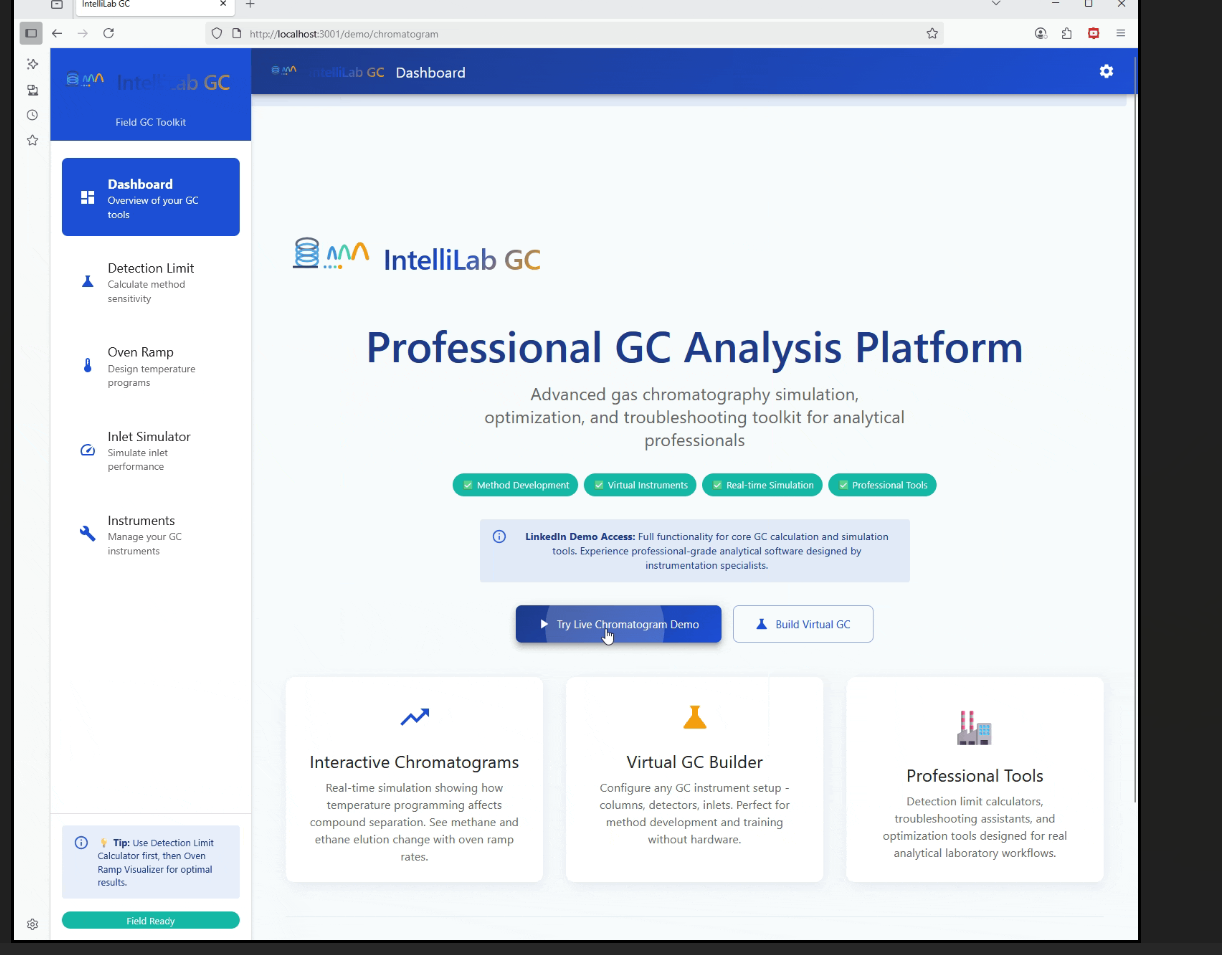 IntelliLab GC
http://localhost:3001/demo/chromatogram
IntelliLab GC
Field GC Toolkit
IntelliLab GC
Dashboard
Dashboard
Overview of your GC
tools
Detection Limit
Calculate method
sensitivity
Oven Ramp
Design temperature
programs
Inlet Simulator
Simulate inlet
performance
Instruments
Manage your GC
instruments
Tip: Use Detection Limit
Calculator first, then Oven
Ramp Visualizer for optimal
results.
Field Ready
IntelliLab GC
Professional GC Analysis Platform
Advanced gas chromatography simulation,
optimization, and troubleshooting toolkit for analytical
professionals
Method Development
Virtual Instruments
Real-time Simulation
Professional Tools
LinkedIn Demo Access: Full functionality for core GC calculation and simulation
tools. Experience professional-grade analytical software designed by
instrumentation specialists.
Try Live Chromatogram Demo
Build Virtual GC
Interactive Chromatograms
Real-time simulation showing how
temperature programming affects
compound separation. See methane and
ethane elution change with oven ramp
rates.
Virtual GC Builder
Configure any GC instrument setup -
columns, detectors, inlets. Perfect for
method development and training
without hardware.
Professional Tools
Detection limit calculators,
troubleshooting assistants, and
optimization tools designed for real
analytical laboratory workflows.